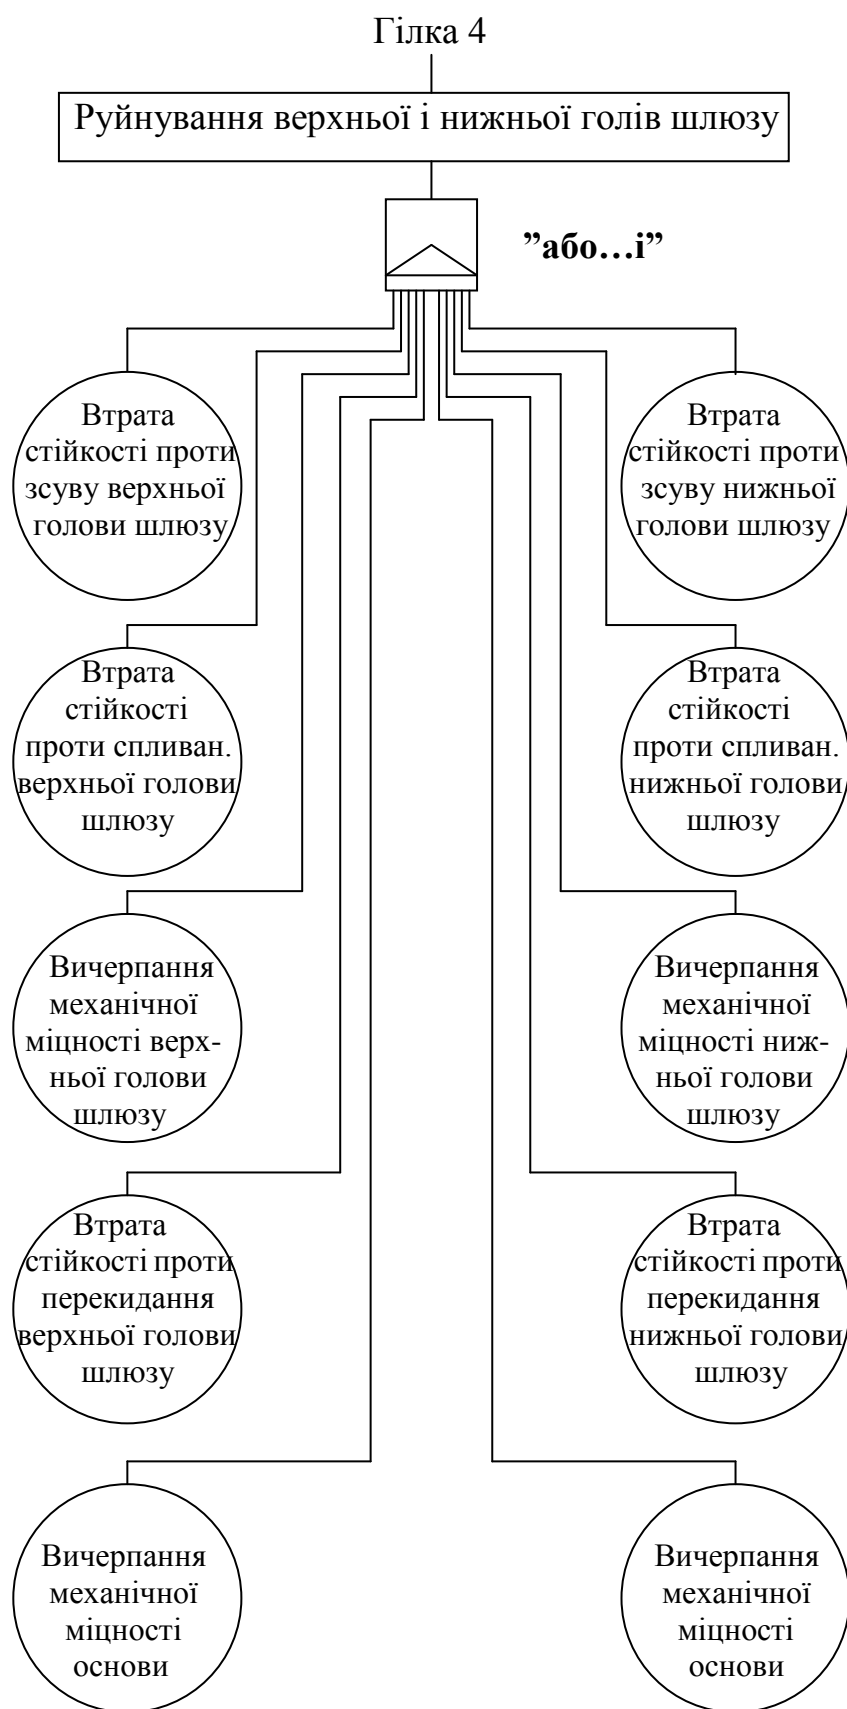 Гілка 4
Руйнування верхньої і нижньої голів шлюзу
”або...і”
Втрата
стійкості проти
зсуву верхньої
голови шлюзу
Втрата
стійкості проти
зсуву нижньої
голови шлюзу
Втрата
стійкості
проти спливан.
верхньої голови
шлюзу
Втрата
стійкості
проти спливан.
нижньої голови
шлюзу
Вичерпання
механічної
міцності верх-
ньої голови
шлюзу
Вичерпання
механічної
міцності ниж-
ньої голови
шлюзу
Втрата
стійкості проти
перекидання
верхньої голови
шлюзу
Втрата
стійкості проти
перекидання
нижньої голови
шлюзу
Вичерпання
механічної
міцності
основи
Вичерпання
механічної
міцності
основи